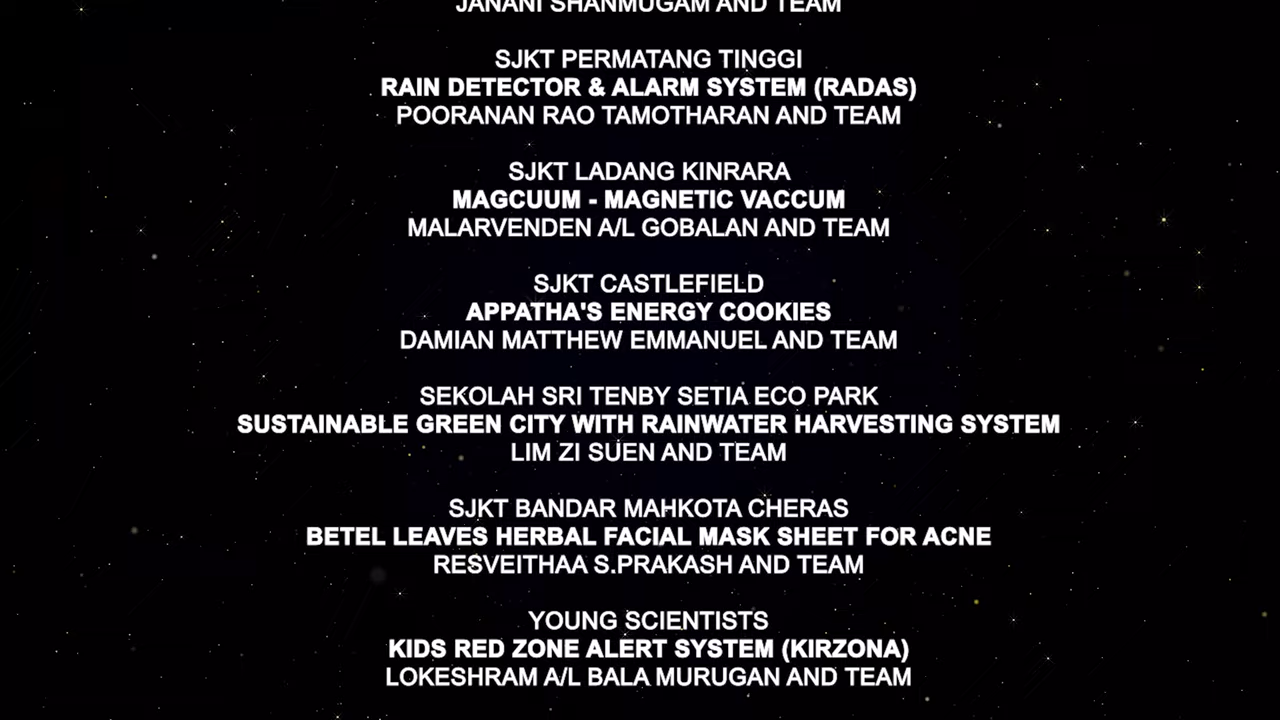 JANANI SHANMUGAM AND TEAM
SJKT PERMATANG TINGGI
RAIN DETECTOR & ALARM SYSTEM (RADAS)
POORANAN RAO TAMOTHARAN AND TEAM
SJKT LADANG KINRARA
MAGCUUM - MAGNETIC VACCUM
MALARVENDEN A/L GOBALAN AND TEAM
SJKT CASTLEFIELD
APPATHA'S ENERGY COOKIES
DAMIAN MATTHEW EMMANUEL AND TEAM
SEKOLAH SRI TENBY SETIA ECO PARK
SUSTAINABLE GREEN CITY WITH RAINWATER HARVESTING SYSTEM
LIM ZI SUEN AND TEAM
SJKT BANDAR MAHKOTA CHERAS
BETEL LEAVES HERBAL FACIAL MASK SHEET FOR ACNE
RESVEITHAA S.PRAKASH AND TEAM
YOUNG SCIENTISTS
KIDS RED ZONE ALERT SYSTEM (KIRZONA)
LOKESHRAM A/L BALA MURUGAN AND TEAM